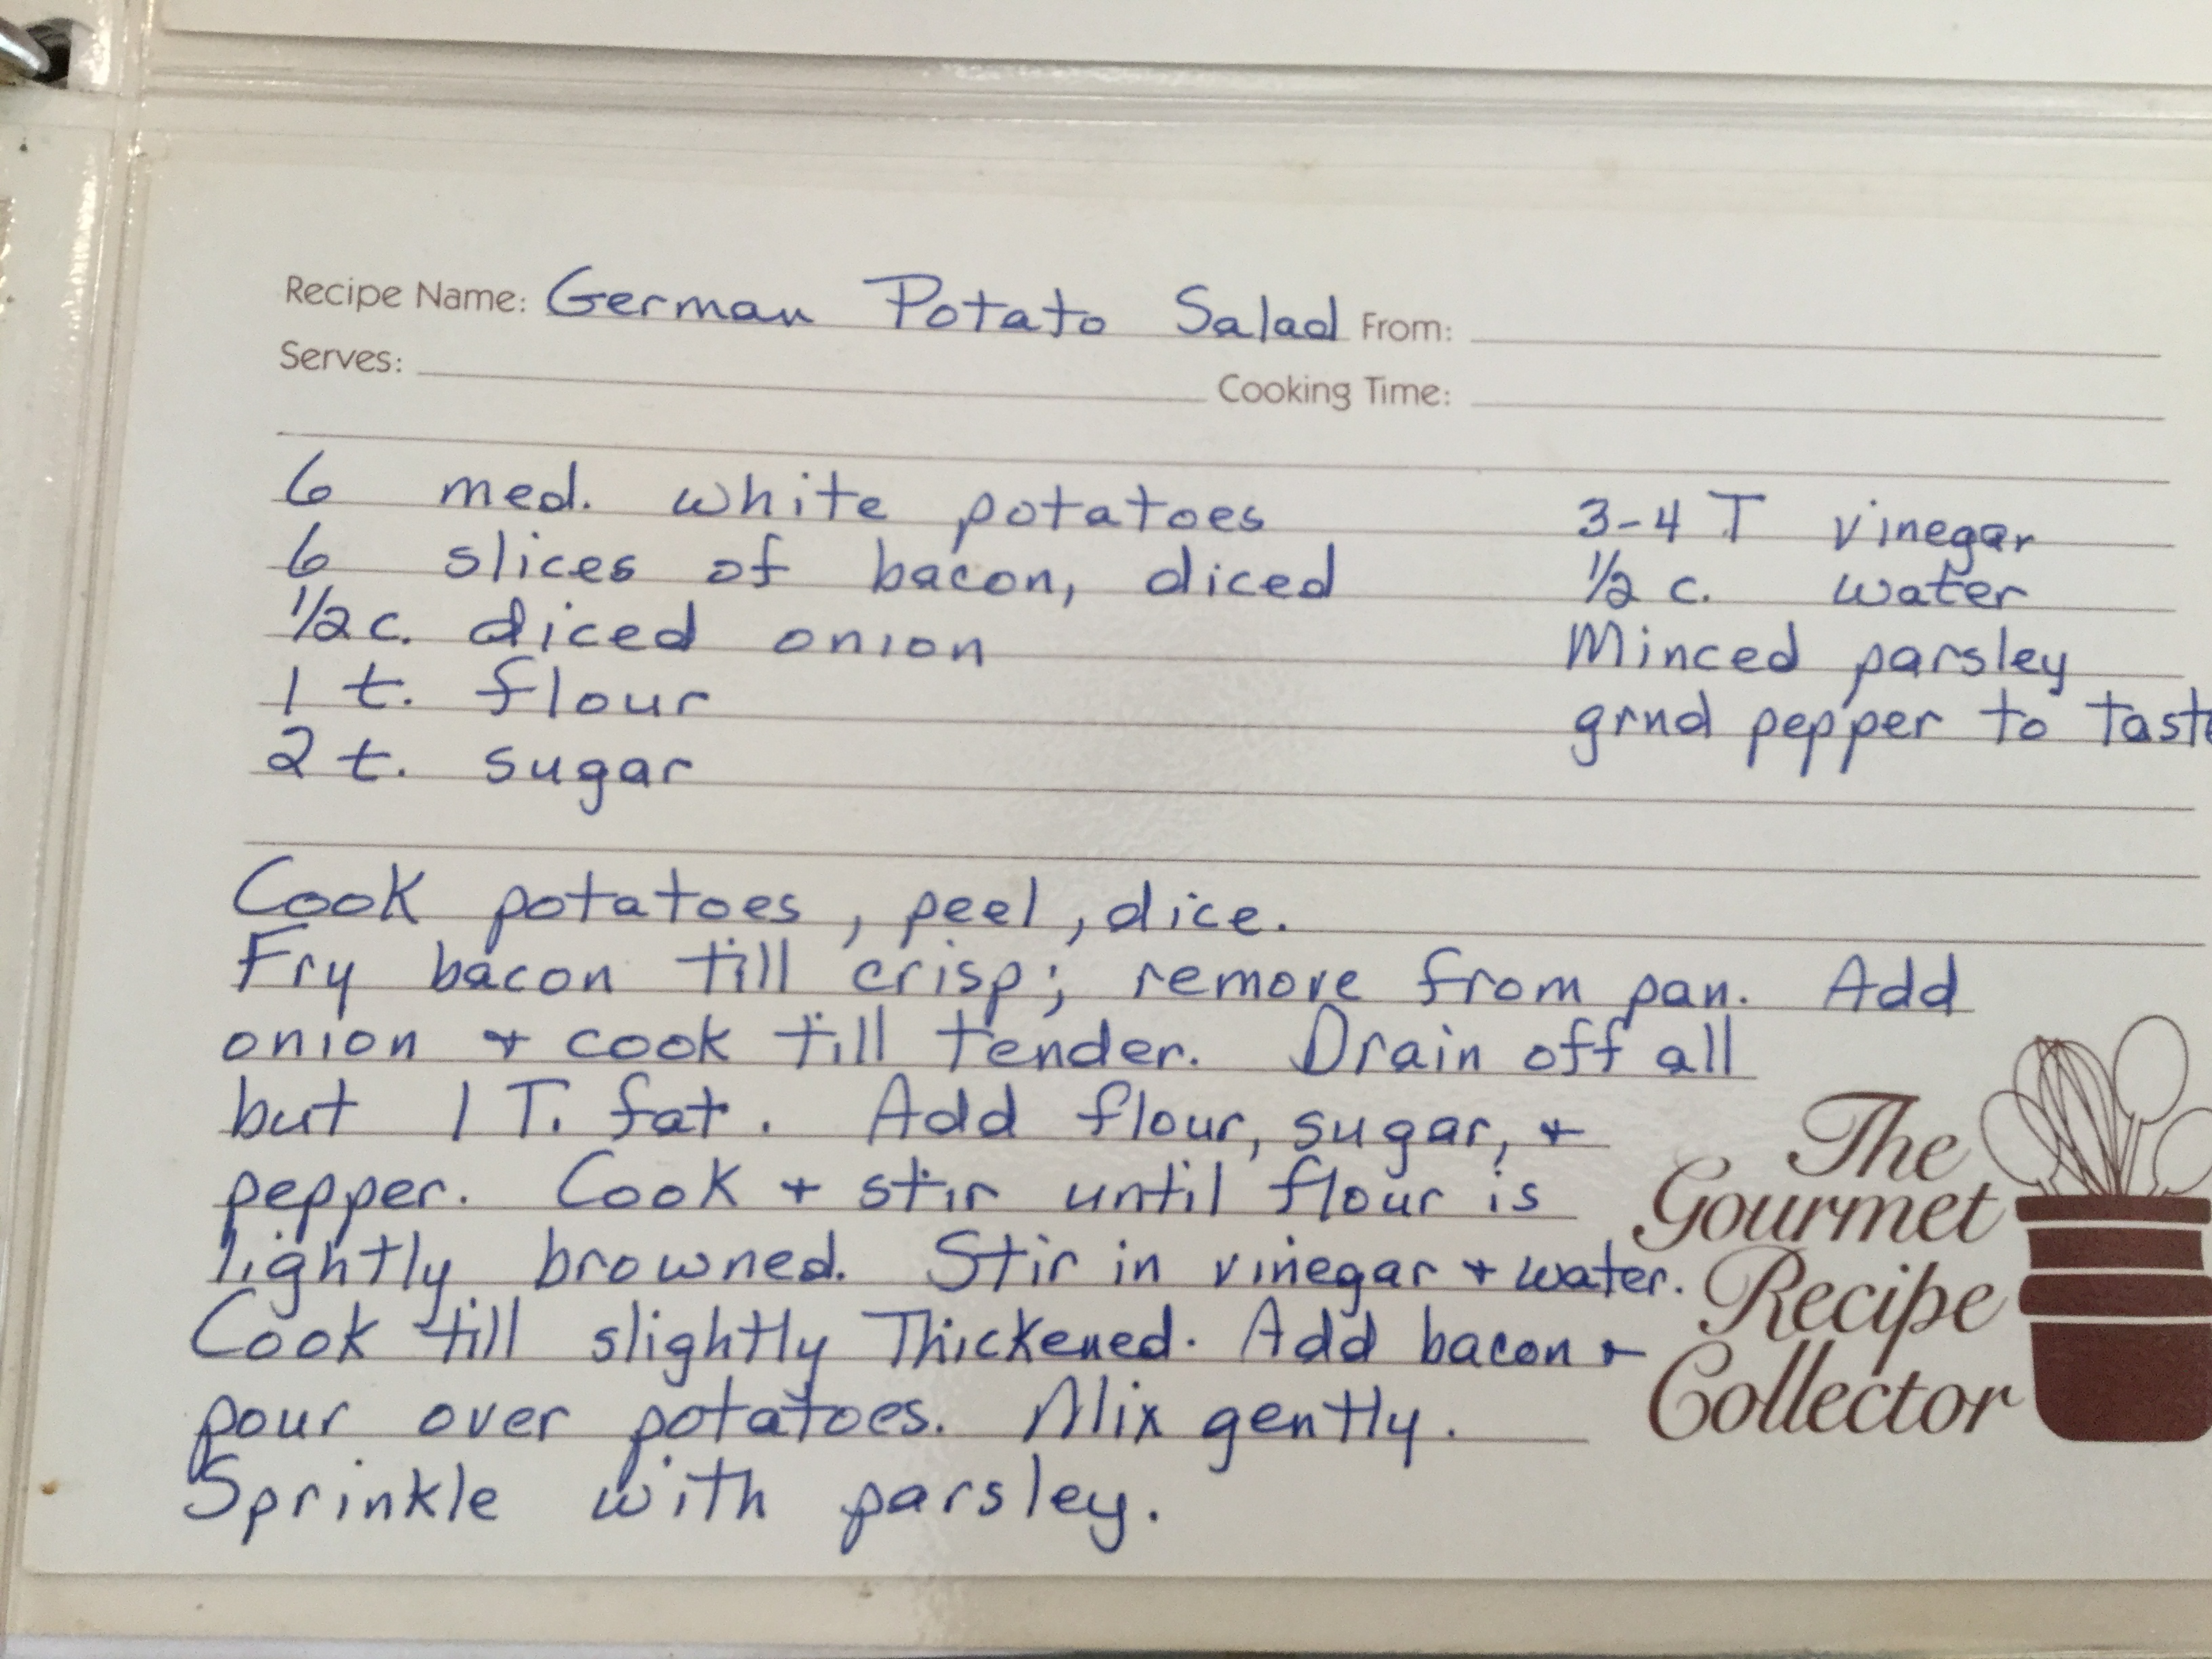 Recipe Name: German Potato Salad From:
Serves: Cooking Time:
6 med. white potatoes
6 slices of bacon, diced
1/2 c. diced onion
1 t. flour
2 t. sugar
3-4 T vinegar
1/2 c. water
Minced parsley
grnd pepper to taste
Cook potatoes, peel, dice.
Fry bacon till crisp; remove from pan. Add
onion + cook till tender. Drain off all
but 1 T. fat. Add flour, sugar, +
pepper. Cook + stir until flour is
lightly browned. Stir in vinegar + water.
Cook till slightly Thickened. Add bacon +
pour over potatoes. Mix gently.
Sprinkle with parsley.
The
Gourmet
Recipe
Collector